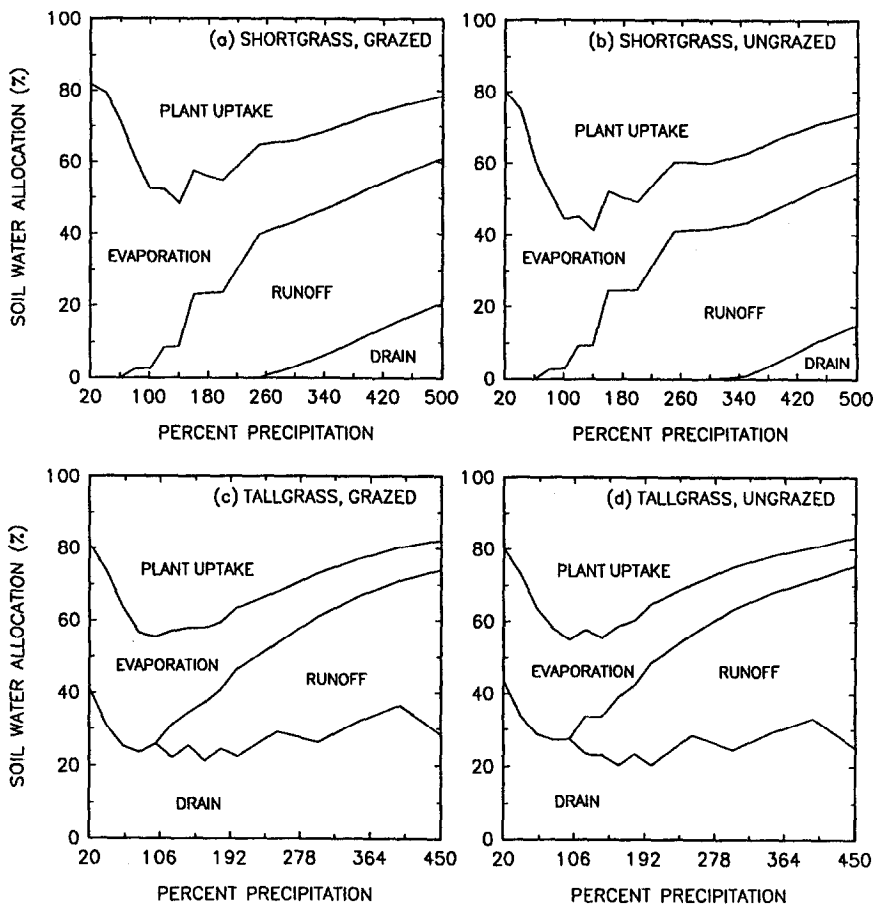 (a) SHORTGRASS, GRAZED
SOIL WATER ALLOCATION (%)
100
80
60
40
20
0
PLANT UPTAKE
EVAPORATION
RUNOFF
DRAIN
20 100 180 260 340 420 500
PERCENT PRECIPITATION
(b) SHORTGRASS, UNGRAZED
100
80
60
40
20
0
PLANT UPTAKE
EVAPORATION
RUNOFF
DRAIN
20 100 180 260 340 420 500
PERCENT PRECIPITATION
(c) TALLGRASS, GRAZED
SOIL WATER ALLOCATION (%)
100
80
60
40
20
0
PLANT UPTAKE
EVAPORATION
RUNOFF
DRAIN
20 106 192 278 364 450
PERCENT PRECIPITATION
(d) TALLGRASS, UNGRAZED
100
80
60
40
20
0
PLANT UPTAKE
EVAPORATION
RUNOFF
DRAIN
20 106 192 278 364 450
PERCENT PRECIPITATION